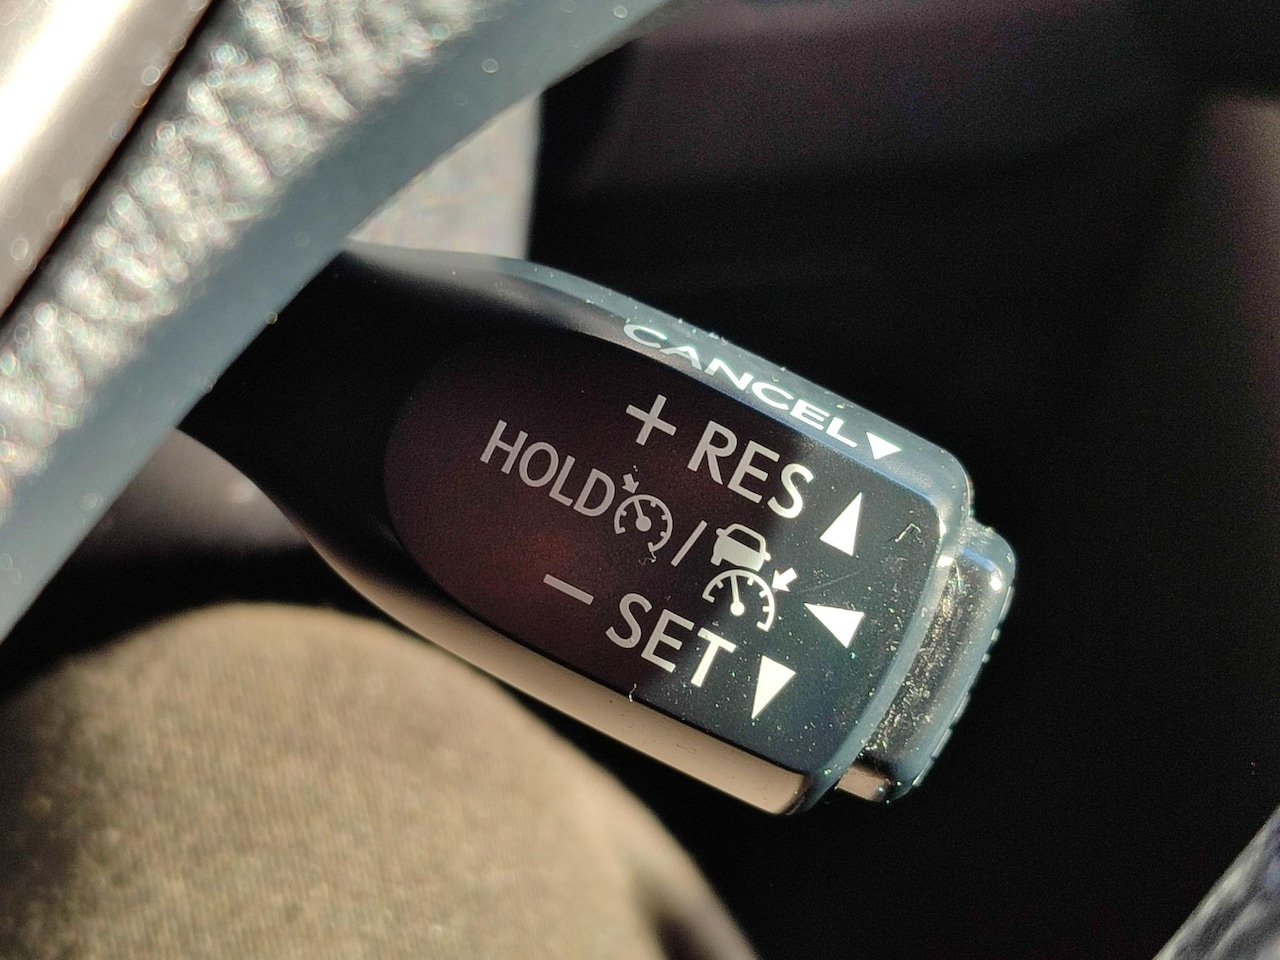 CANCEL▼
+ RES ▲
HOLD / ◀
− SET ▼